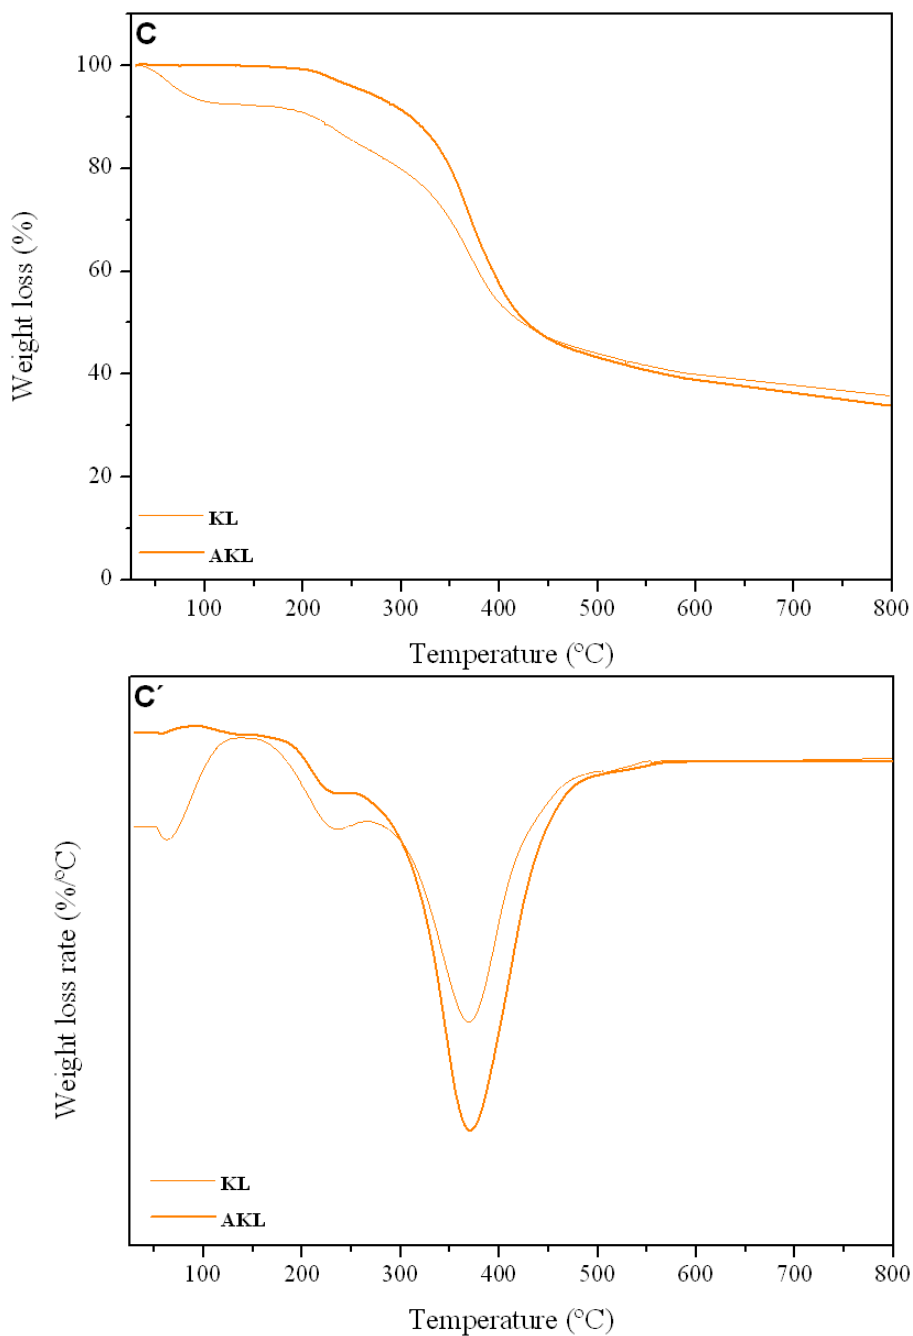 C
100
80
60
40
20
0
Weight loss (%)
KL
AKL
100 200 300 400 500 600 700 800
Temperature (°C)
C´
Weight loss rate (%/°C)
KL
AKL
100 200 300 400 500 600 700 800
Temperature (°C)